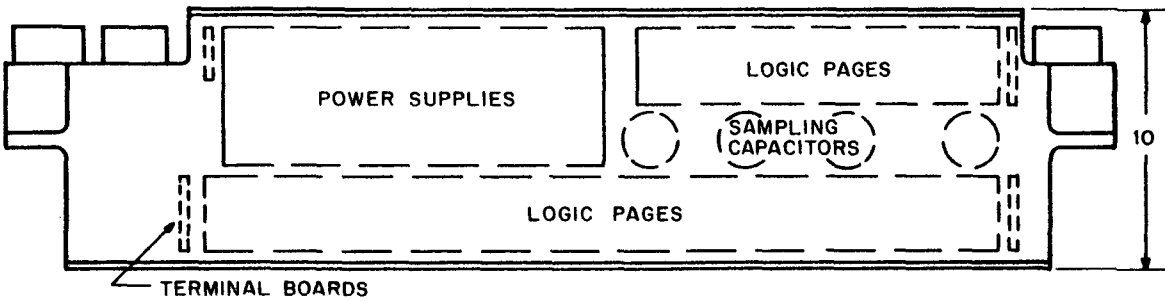 LOGIC PAGES
POWER SUPPLIES
SAMPLING
CAPACITORS
10
LOGIC PAGES
TERMINAL BOARDS